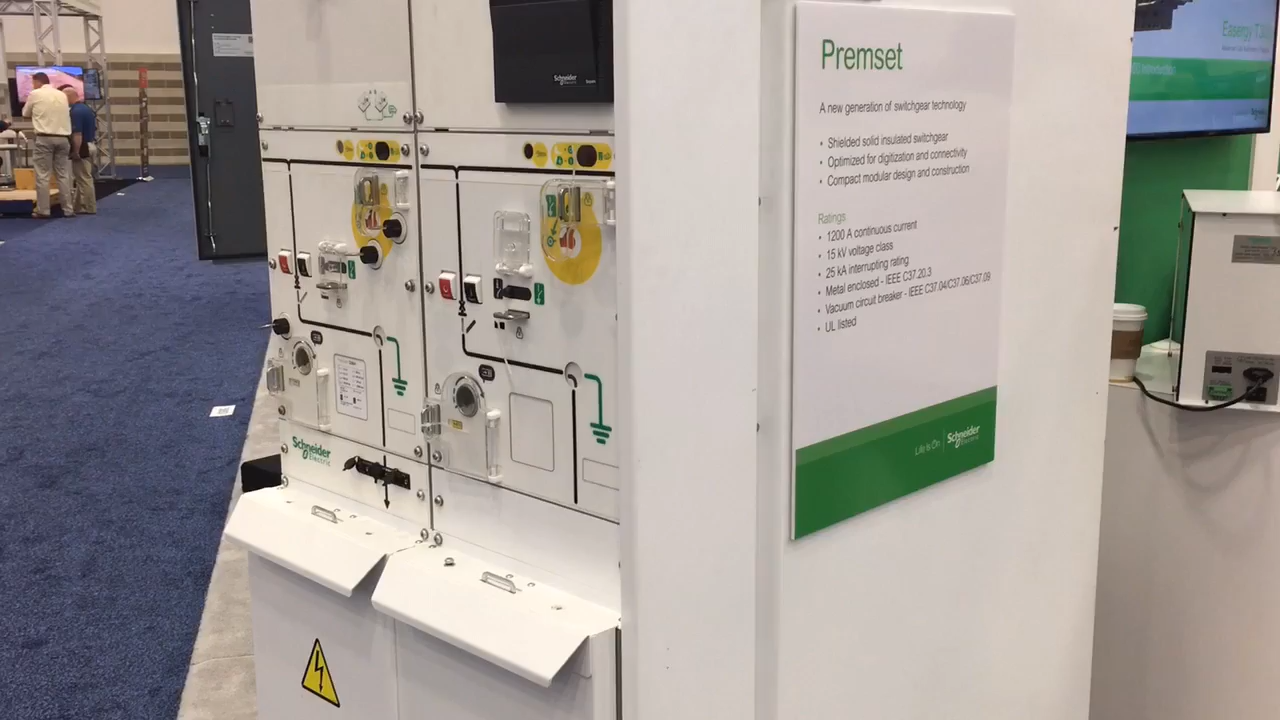 Premset
A new generation of switchgear technology
• Shielded solid insulated switchgear
• Optimized for digitization and connectivity
• Compact modular design and construction
Ratings
• 1200 A continuous current
• 15 kV voltage class
• 25 kA interrupting rating
• Metal enclosed - IEEE C37.20.3
• Vacuum circuit breaker - IEEE C37.04/C37.06/C37.09
• UL listed
Life Is On
Schneider
Electric
Schneider
Electric
Schneider
Easergy